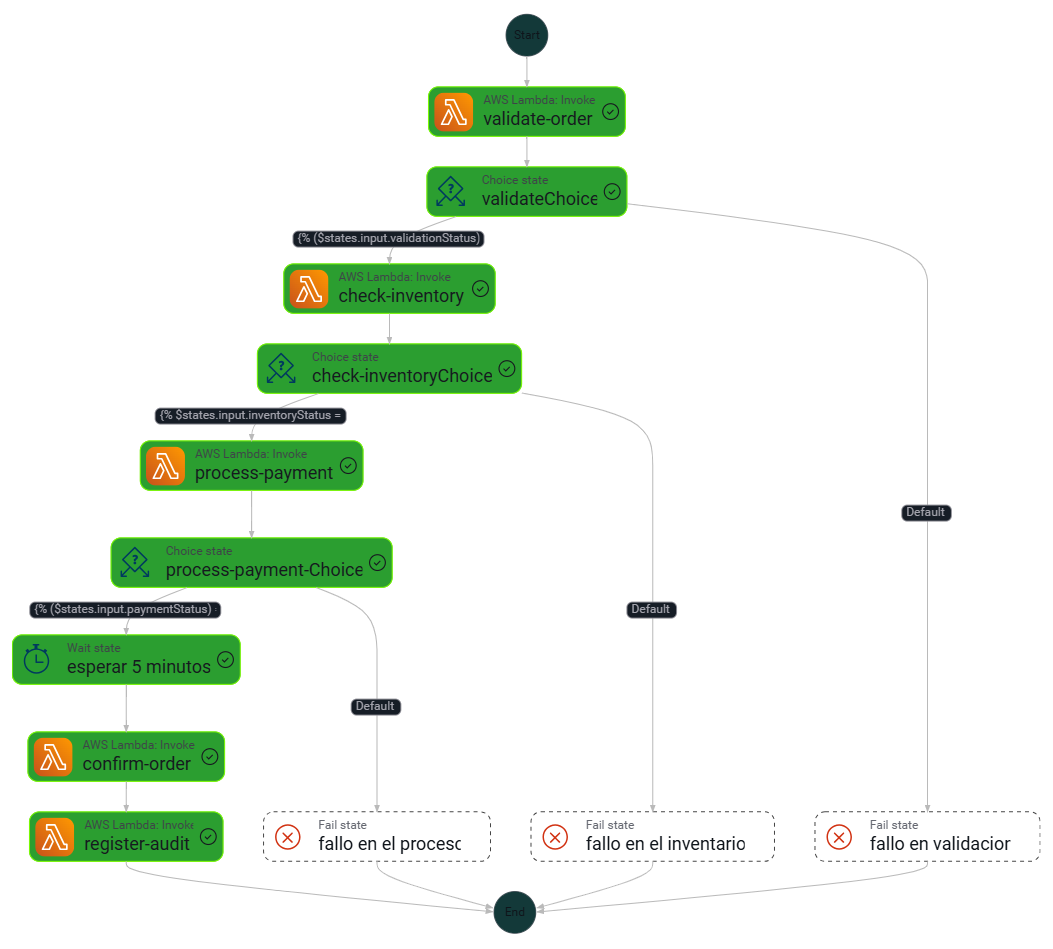 Start
AWS Lambda: Invoke
validate-order
Choice state
validateChoice
{% ($states.input.validationStatus)
AWS Lambda: Invoke
check-inventory
Choice state
check-inventoryChoice
{% $states.input.inventoryStatus =
AWS Lambda: Invoke
process-payment
Default
Choice state
process-payment-Choice
{% ($states.input.paymentStatus)
Default
Wait state
esperar 5 minutos
Default
AWS Lambda: Invoke
confirm-order
AWS Lambda: Invoke
register-audit
Fail state
fallo en el proceso
Fail state
fallo en el inventario
Fail state
fallo en validacior
End